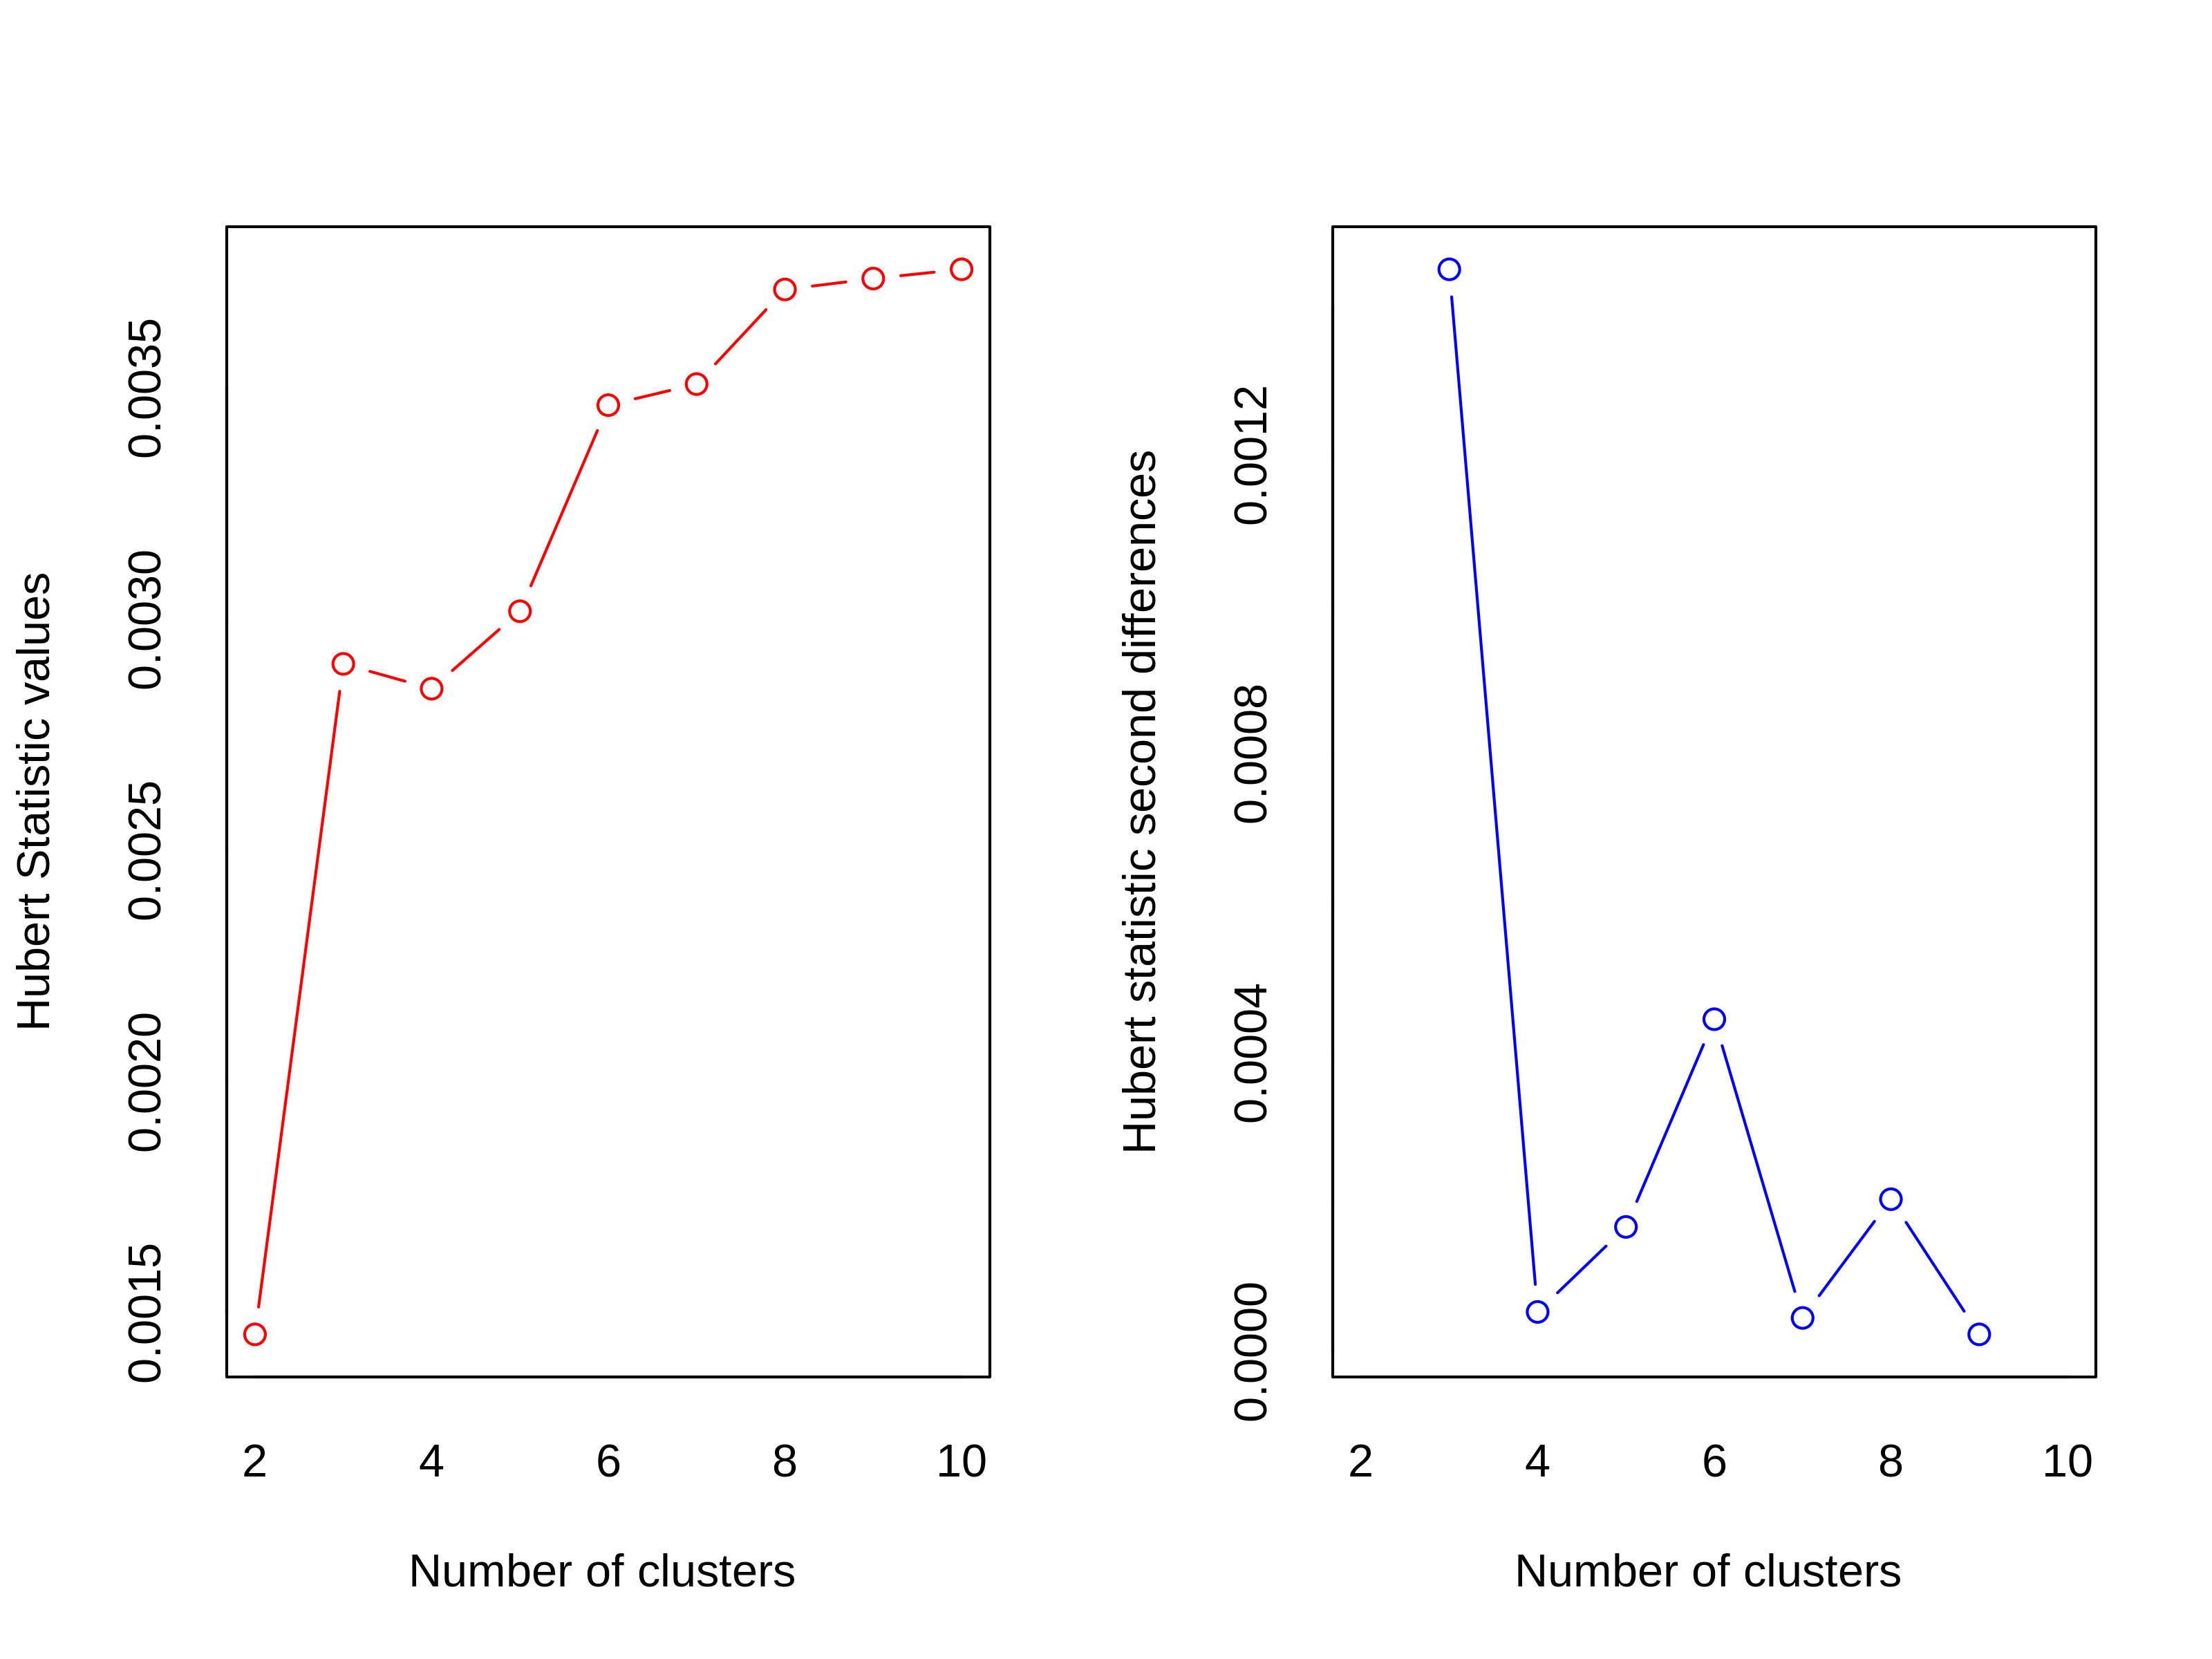 Hubert Statistic values
0.0015 0.0020 0.0025 0.0030 0.0035
2 4 6 8 10
Number of clusters
Hubert statistic second differences
0.0000 0.0004 0.0008 0.0012
2 4 6 8 10
Number of clusters